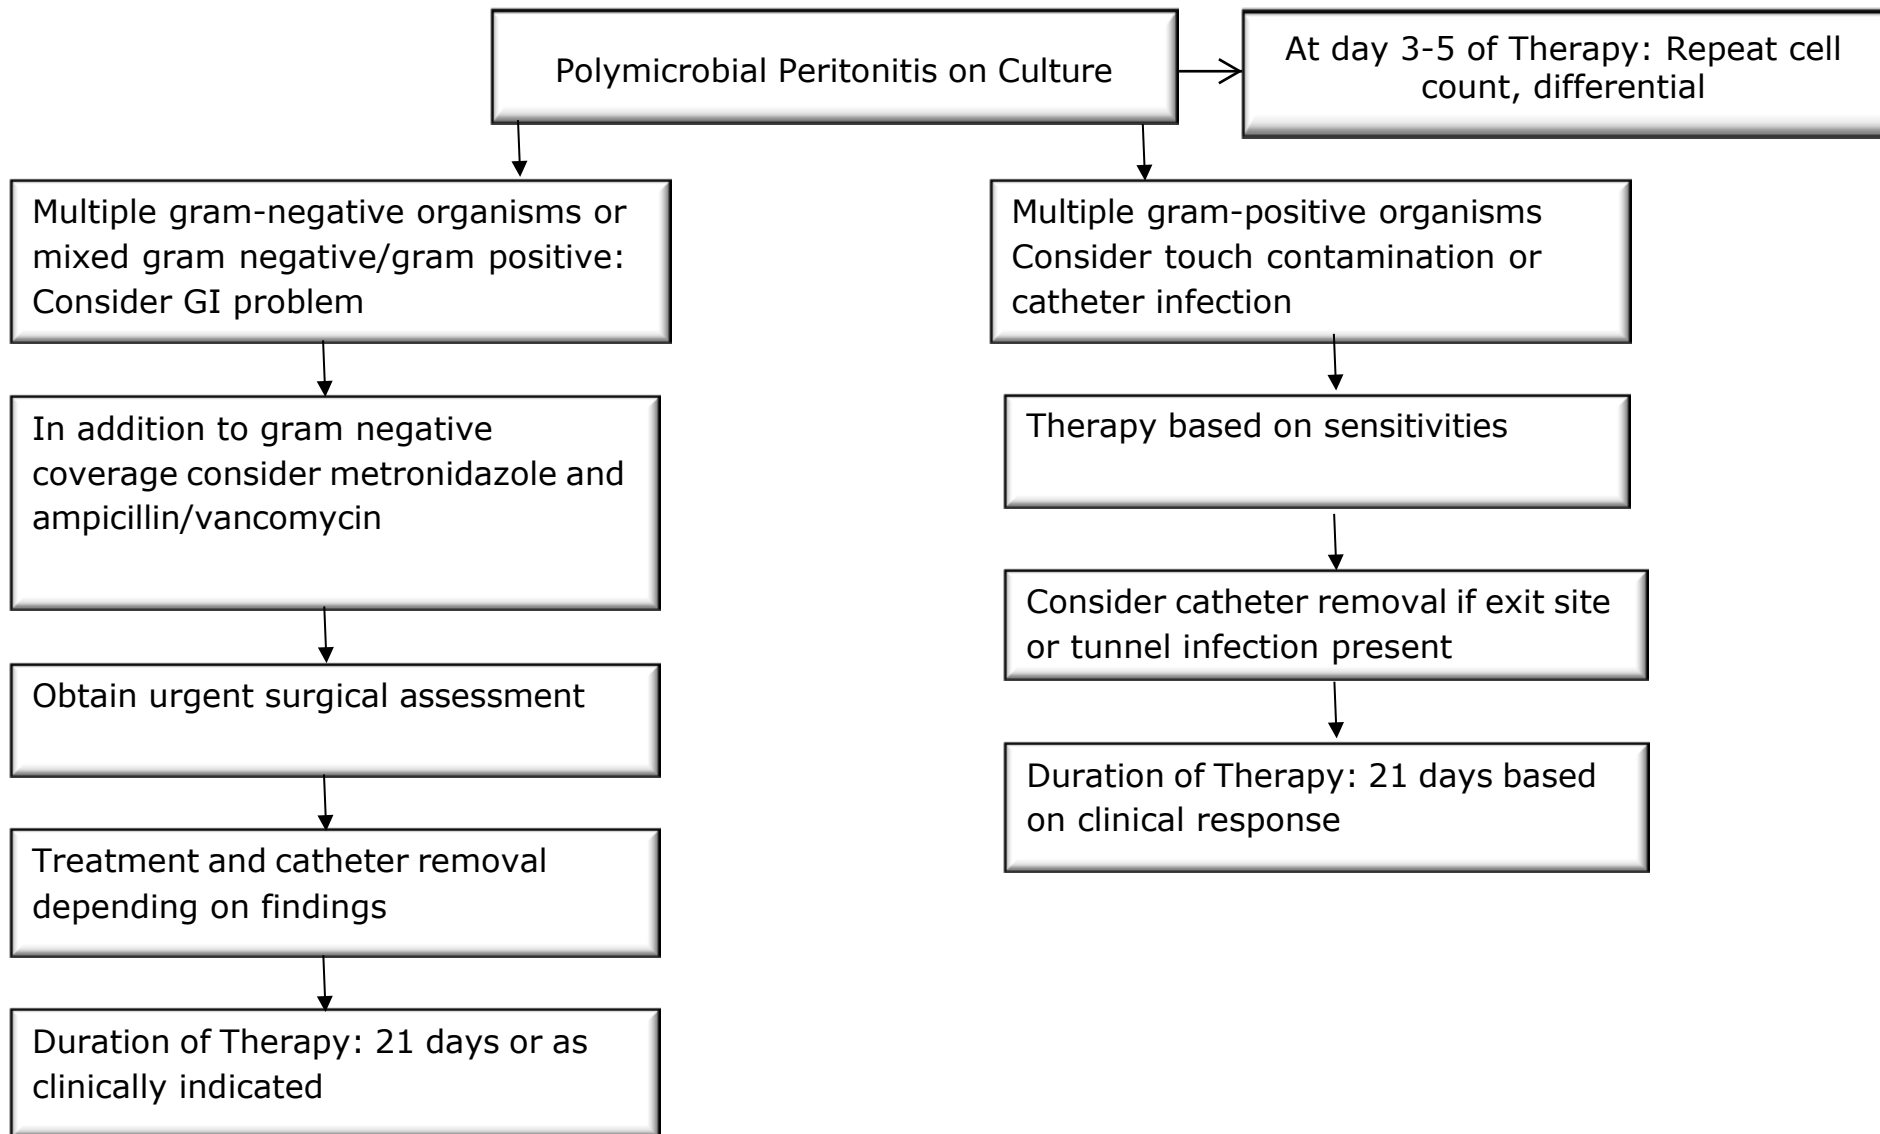 Polymicrobial Peritonitis on Culture
At day 3-5 of Therapy: Repeat cell
count, differential
Multiple gram-negative organisms or
mixed gram negative/gram positive:
Consider GI problem
In addition to gram negative
coverage consider metronidazole and
ampicillin/vancomycin
Obtain urgent surgical assessment
Treatment and catheter removal
depending on findings
Duration of Therapy: 21 days or as
clinically indicated
Multiple gram-positive organisms
Consider touch contamination or
catheter infection
Therapy based on sensitivities
Consider catheter removal if exit site
or tunnel infection present
Duration of Therapy: 21 days based
on clinical response